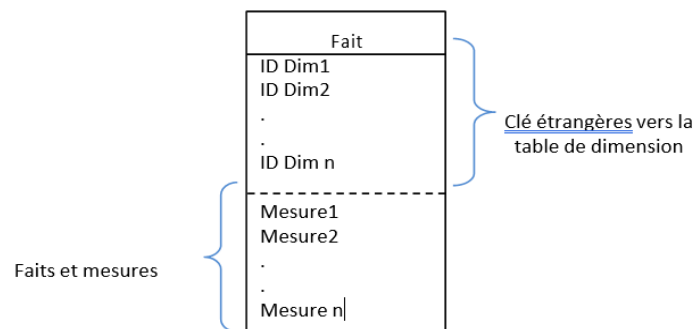 Fait
ID Dim1
ID Dim2
.
.
ID Dim n
Clé étrangères vers la
table de dimension
Mesure1
Mesure2
.
.
Mesure n
Faits et mesures